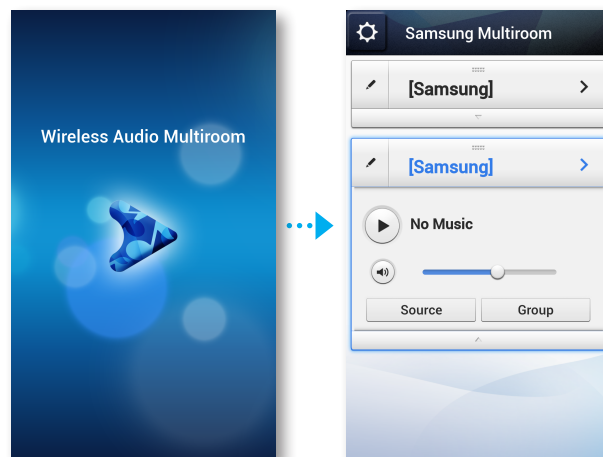 Wireless Audio Multiroom
Samsung Multiroom
[Samsung]
[Samsung]
No Music
Source
Group